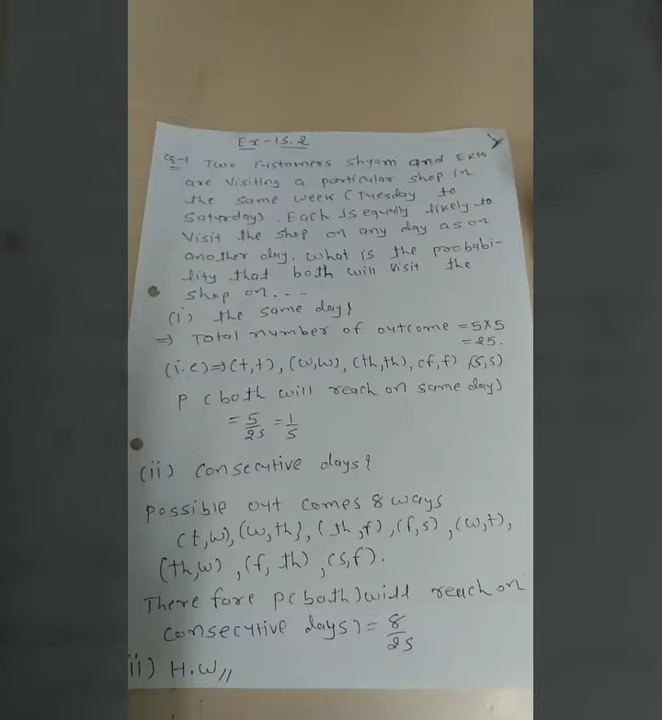 Ex-15.2
Q-1 Two Customers Shyam and Ekta
are visiting a particular shop in
the same week (Tuesday to
Saturday). Each is equally likely to
visit the shop on any day as on
another day. What is the probabi-
lity that both will visit the
shop on....
(i) the same day?
⇒ Total number of outcome = 5×5
= 25.
(i.e) ⇒ (t,t), (w,w), (th,th), (f,f) (s,s)
P (both will reach on same day)
= 5/25 = 1/5
(ii) consecutive days?
possible out comes 8 ways
(t,w), (w,th), (th,f), (f,s), (w,t),
(th,w), (f,th), (s,f).
There fore P(both) will reach on
consecutive days) = 8/25
ii) H.W//